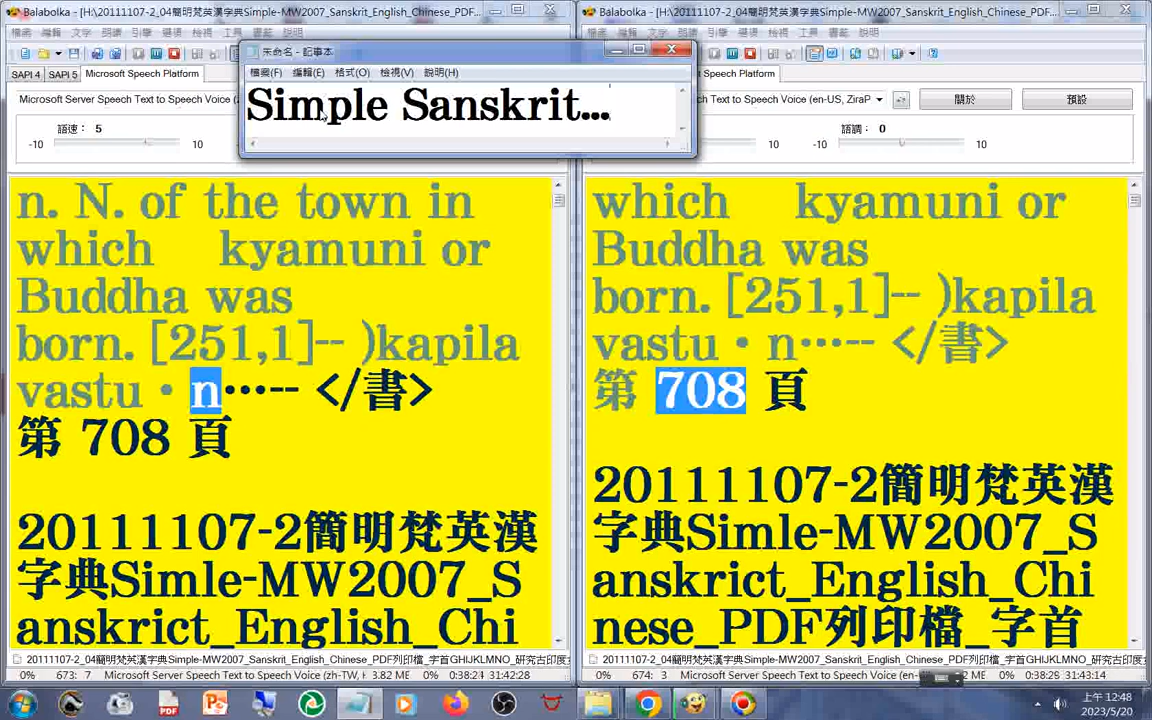 Balabolka - [H:\20111107-2_04簡明梵英漢字典Simple-MW2007_Sanskrit_English_Chinese_PDF...
Balabolka - [H:\20111107-2_04簡明梵英漢字典Simple-MW2007_Sanskrit_English_Chinese_PDF...
未命名 - 記事本
檔案(F) 編輯(E) 格式(O) 檢視(V) 說明(H)
Simple Sanskrit...
SAPI 4 SAPI 5 Microsoft Speech Platform
Speech Platform
Microsoft Server Speech Text to Speech Voice (z
h Text to Speech Voice (en-US, ZiraP
關於 預設
語速： 5
-10 10
語調： 0
10 -10 10
n. N. of the town in
which kyamuni or
Buddha was
born. [251,1]-- )kapila
vastu • n…-- </書>
第 708 頁
20111107-2簡明梵英漢
字典Simle-MW2007_S
anskrict_English_Chi
which kyamuni or
Buddha was
born. [251,1]-- )kapila
vastu • n…-- </書>
第 708 頁
20111107-2簡明梵英漢
字典Simle-MW2007_S
anskrict_English_Chi
nese_PDF列印檔_字首
20111107-2_04簡明梵英漢字典Simple-MW2007_Sanskrit_English_Chinese_PDF列印檔_字首GHIJKLMNO_研究古印度
20111107-2_04簡明梵英漢字典Simple-MW2007_Sanskrit_English_Chinese_PDF列印檔_字首GHIJKLMNO_研究古印度
0% 673: 7 Microsoft Server Speech Text to Speech Voice (zh-TW, H 3.82 ME 0% 0:38:24 31:42:28
0% 674: 3 Microsoft Server Speech Text to Speech Voice MB 0% 0:38:26 31:43:14
上午 12:48
2023/5/20